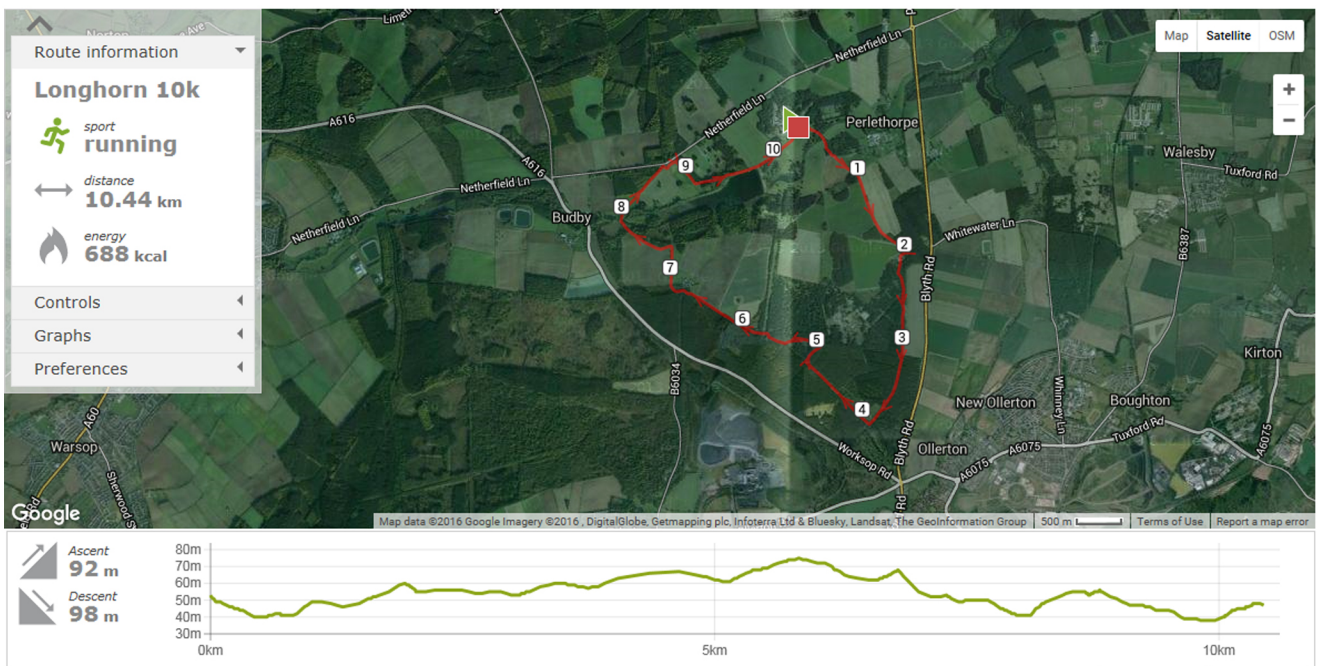 Route information
Longhorn 10k
sport
running
distance
10.44 km
energy
688 kcal
Controls
Graphs
Preferences
Map Satellite OSM
+
−
Netherfield Ln
Netherfield Ln
Netherfield Ln
Netherfield Ln
A616
A616
Perlethorpe
Walesby
Tuxford Rd
Budby
Whitewater Ln
B6387
Blyth Rd
1
2
3
4
5
6
7
8
9
10
B6034
Kirton
Whinney Ln
New Ollerton
Boughton
Tuxford Rd
Ollerton
A6075
A6075
A6075
Blyth Rd
Worksop Rd
Rd
A60
Warsop
Google
Map data ©2016 Google Imagery ©2016 , DigitalGlobe, Getmapping plc, Infoterra Ltd & Bluesky, Landsat, The GeoInformation Group
500 m
Terms of Use
Report a map error
Ascent
92 m
Descent
98 m
80m
70m
60m
50m
40m
30m
0km 5km 10km